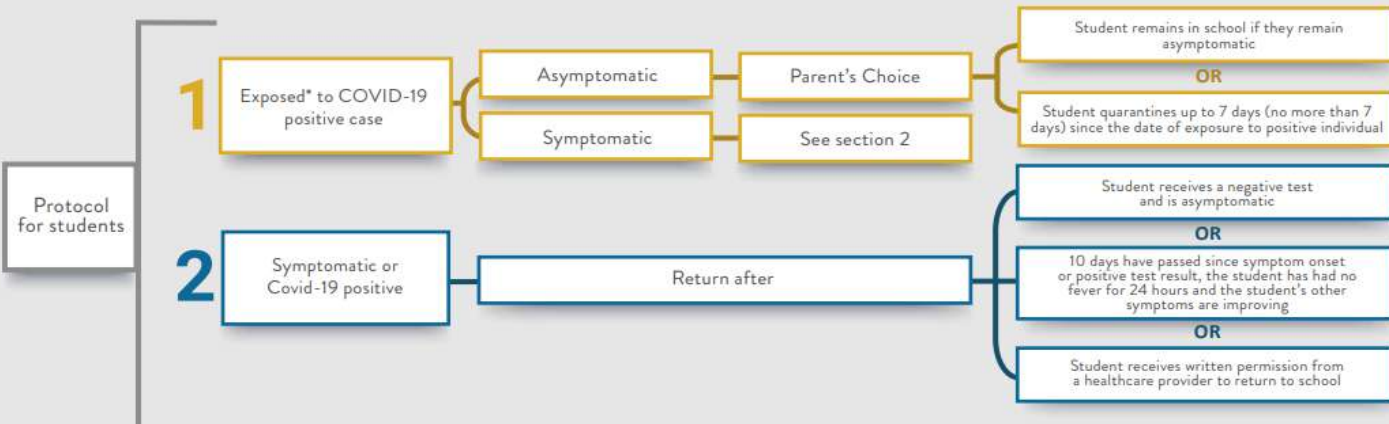 Protocol
for students
1
Exposed* to COVID-19
positive case
Asymptomatic
Parent's Choice
Student remains in school if they remain
asymptomatic
OR
Student quarantines up to 7 days (no more than 7
days) since the date of exposure to positive individual
Symptomatic
See section 2
2
Symptomatic or
Covid-19 positive
Return after
Student receives a negative test
and is asymptomatic
OR
10 days have passed since symptom onset
or positive test result, the student has had no
fever for 24 hours and the student's other
symptoms are improving
OR
Student receives written permission from
a healthcare provider to return to school